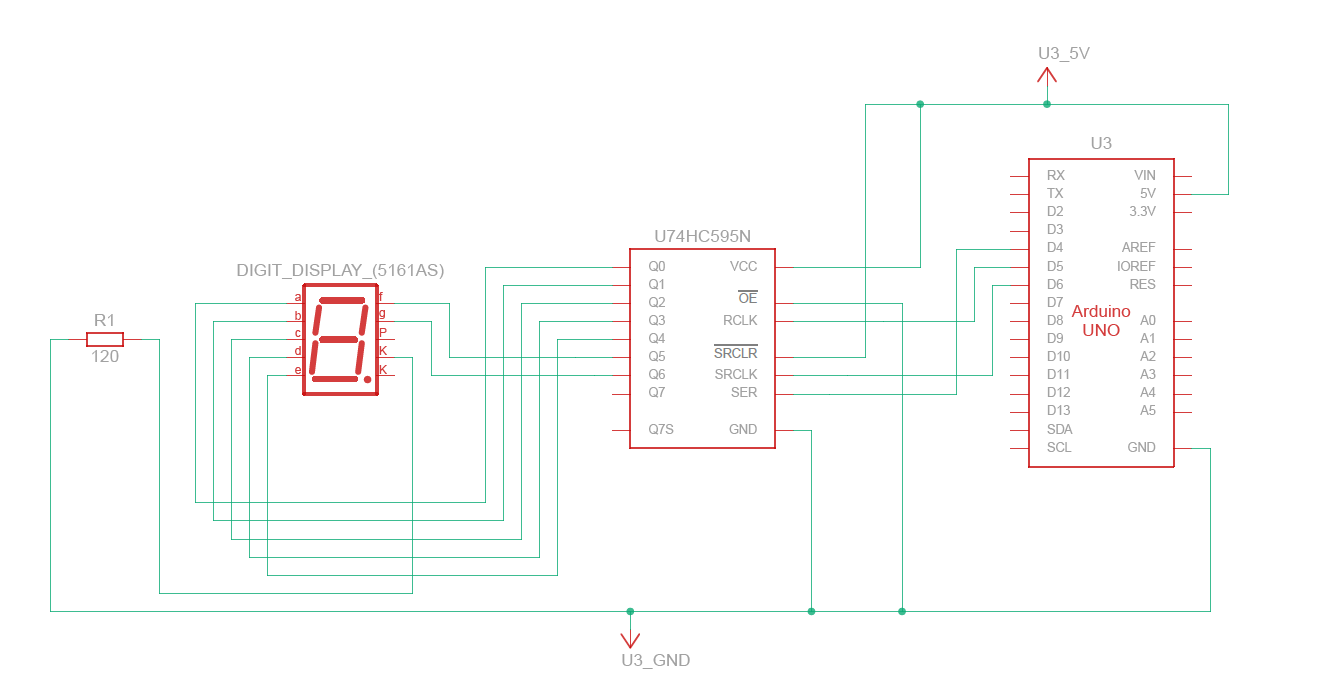 U3_5V
U3
RX VIN
TX 5V
D2 3.3V
D3
D4 AREF
D5 IOREF
D6 RES
D7
D8 A0
D9 A1
D10 A2
D11 A3
D12 A4
D13 A5
SDA
SCL GND
Arduino
UNO
U74HC595N
Q0 VCC
Q1
Q2 OE
Q3 RCLK
Q4
Q5 SRCLR
Q6 SRCLK
Q7 SER
Q7S GND
DIGIT_DISPLAY_(5161AS)
a f
b g
c P
d K
e K
R1
120
U3_GND